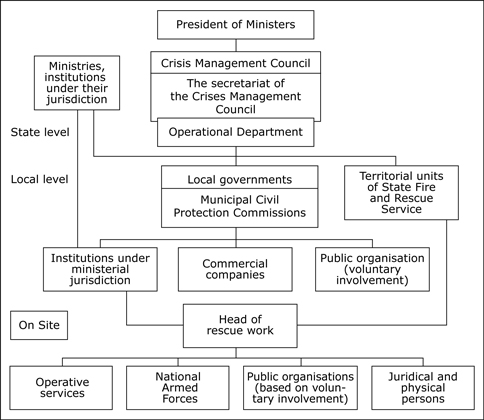 President of Ministers
Crisis Management Council
The secretariat of
the Crises Management
Council
Operational Department
Ministries,
institutions
under their
jurisdiction
State level
Local level
Local governments
Municipal Civil
Protection Commissions
Territorial units
of State Fire
and Rescue
Service
Institutions under
ministerial
jurisdiction
Commercial
companies
Public organisation
(voluntary
involvement)
On Site
Head of
rescue work
Operative
services
National
Armed
Forces
Public organisations
(based on volun-
tary involvement)
Juridical and
physical
persons